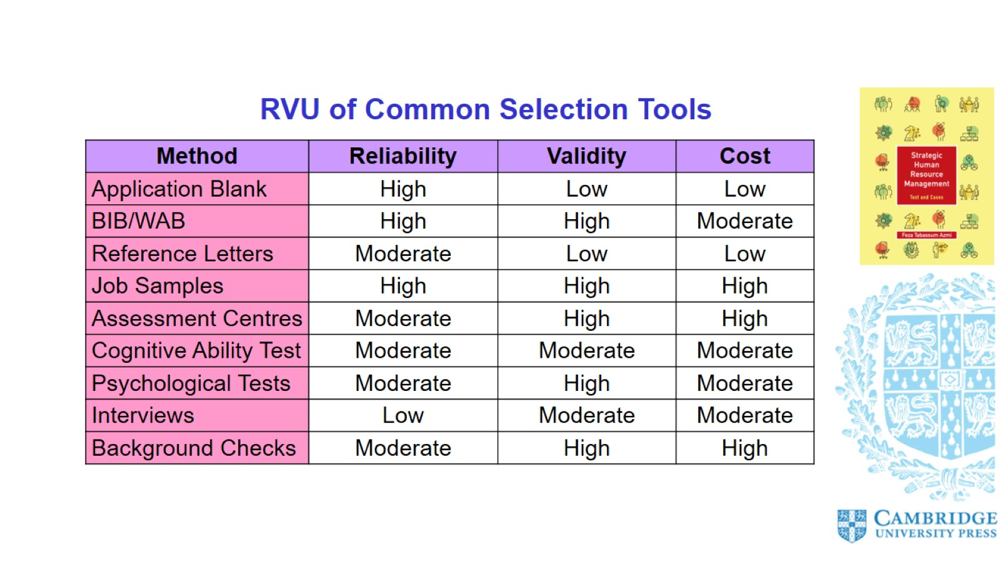 RVU of Common Selection Tools
Method Reliability Validity Cost
Application Blank High Low Low
BIB/WAB High High Moderate
Reference Letters Moderate Low Low
Job Samples High High High
Assessment Centres Moderate High High
Cognitive Ability Test Moderate Moderate Moderate
Psychological Tests Moderate High Moderate
Interviews Low Moderate Moderate
Background Checks Moderate High High
Strategic
Human
Resource
Management
Text and Cases
Feza Tabassum Azmi
CAMBRIDGE
UNIVERSITY PRESS